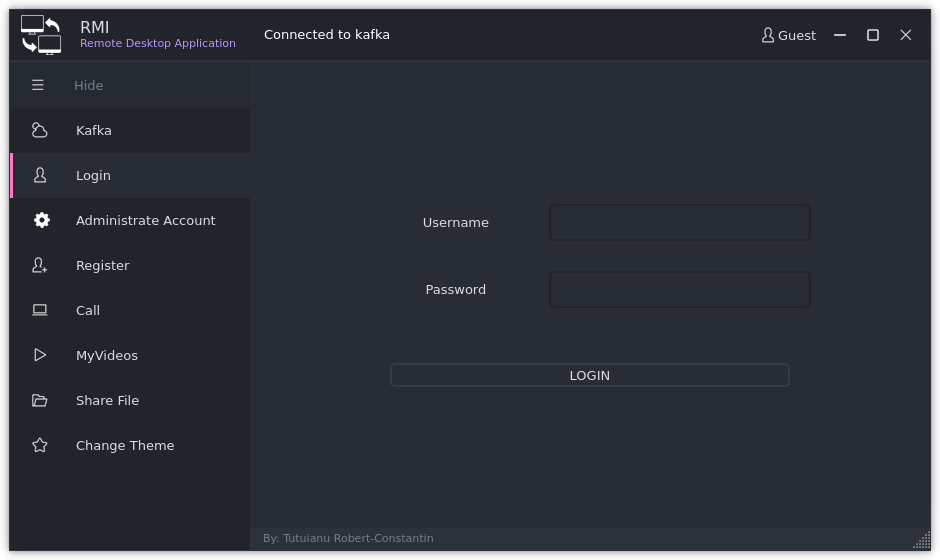 RMI
Remote Desktop Application
Connected to kafka
Guest
Hide
Kafka
Login
Administrate Account
Register
Call
MyVideos
Share File
Change Theme
Username
Password
LOGIN
By: Tutuianu Robert-Constantin